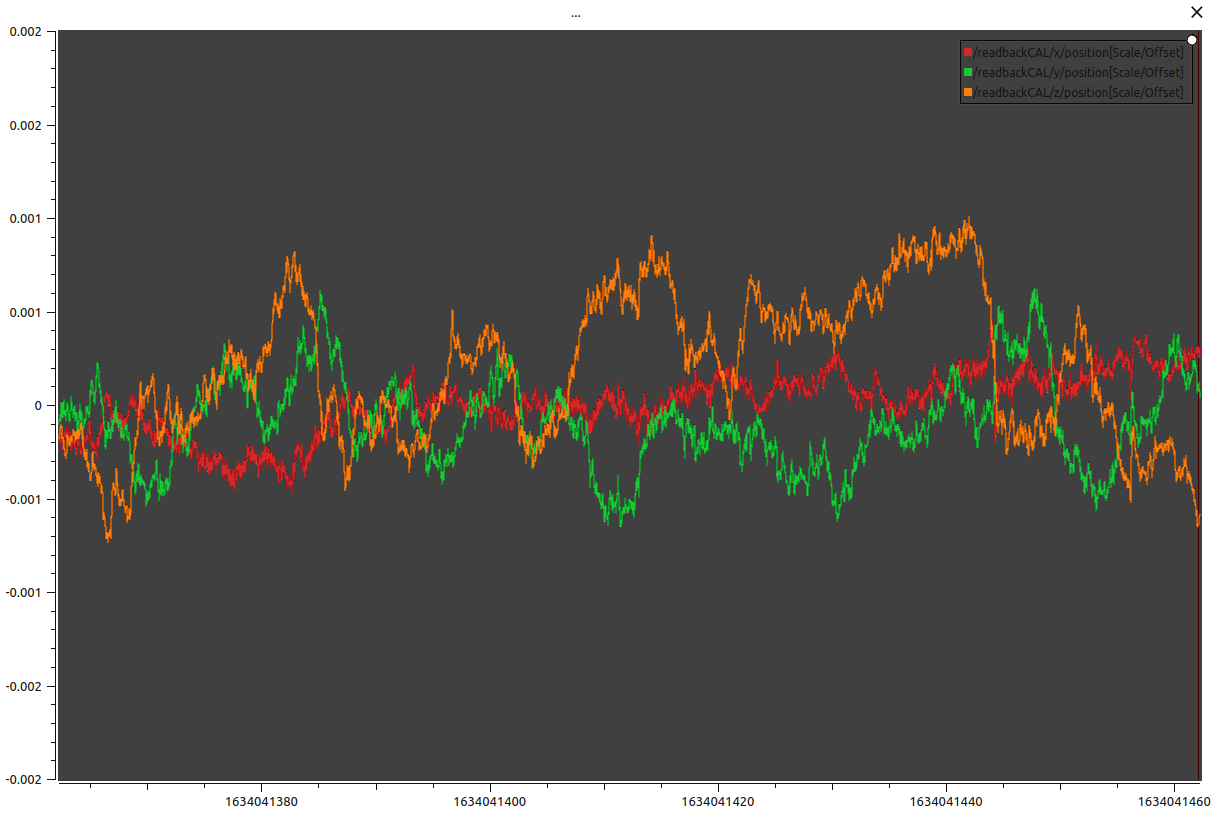 ...
0.002
/readbackCAL/x/position[Scale/Offset]
/readbackCAL/y/position[Scale/Offset]
/readbackCAL/z/position[Scale/Offset]
0.002
0.001
0.001
0
-0.001
-0.001
-0.002
-0.002
1634041380 1634041400 1634041420 1634041440 1634041460